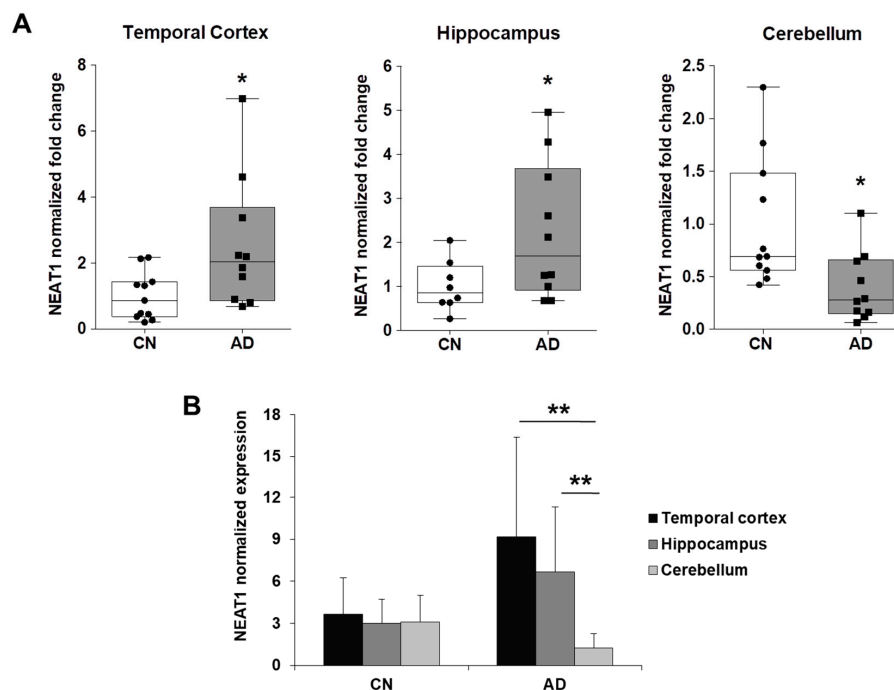 A
Temporal Cortex
NEAT1 normalized fold change
8
6
4
2
0
*
CN
AD
Hippocampus
NEAT1 normalized fold change
6
5
4
3
2
1
0
*
CN
AD
Cerebellum
NEAT1 normalized fold change
2.5
2.0
1.5
1.0
0.5
0.0
*
CN
AD
B
NEAT1 normalized expression
18
15
12
9
6
3
0
**
**
CN
AD
Temporal cortex
Hippocampus
Cerebellum